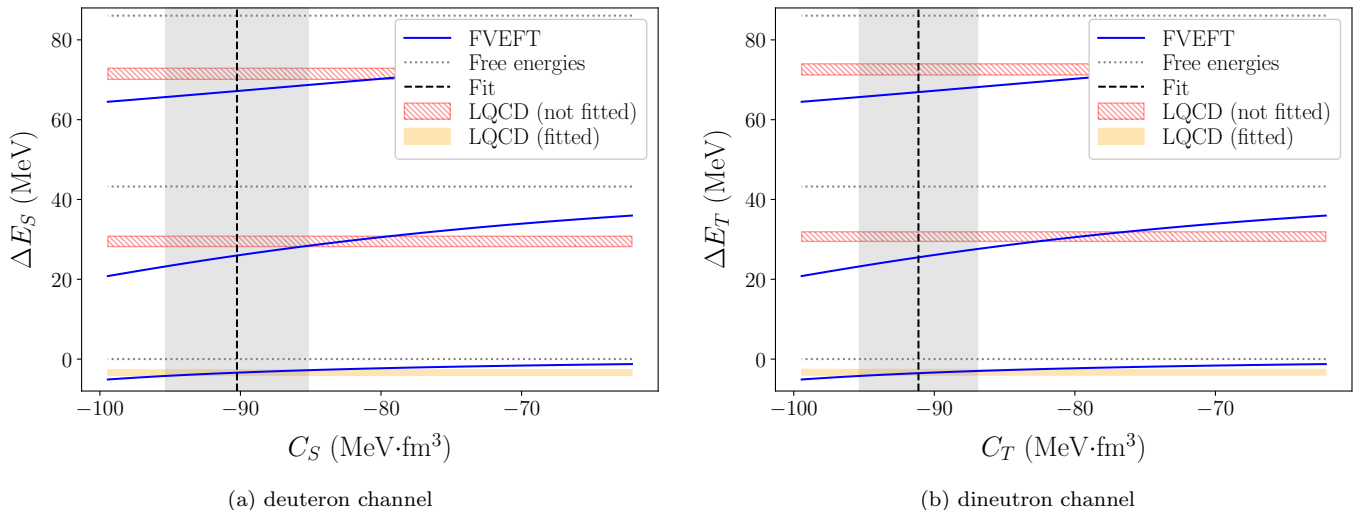 80
60
40
20
0
ΔE_S (MeV)
−100
−90
−80
−70
C_S (MeV·fm³)
FVEFT
Free energies
Fit
LQCD (not fitted)
LQCD (fitted)
(a) deuteron channel
80
60
40
20
0
ΔE_T (MeV)
−100
−90
−80
−70
C_T (MeV·fm³)
FVEFT
Free energies
Fit
LQCD (not fitted)
LQCD (fitted)
(b) dineutron channel